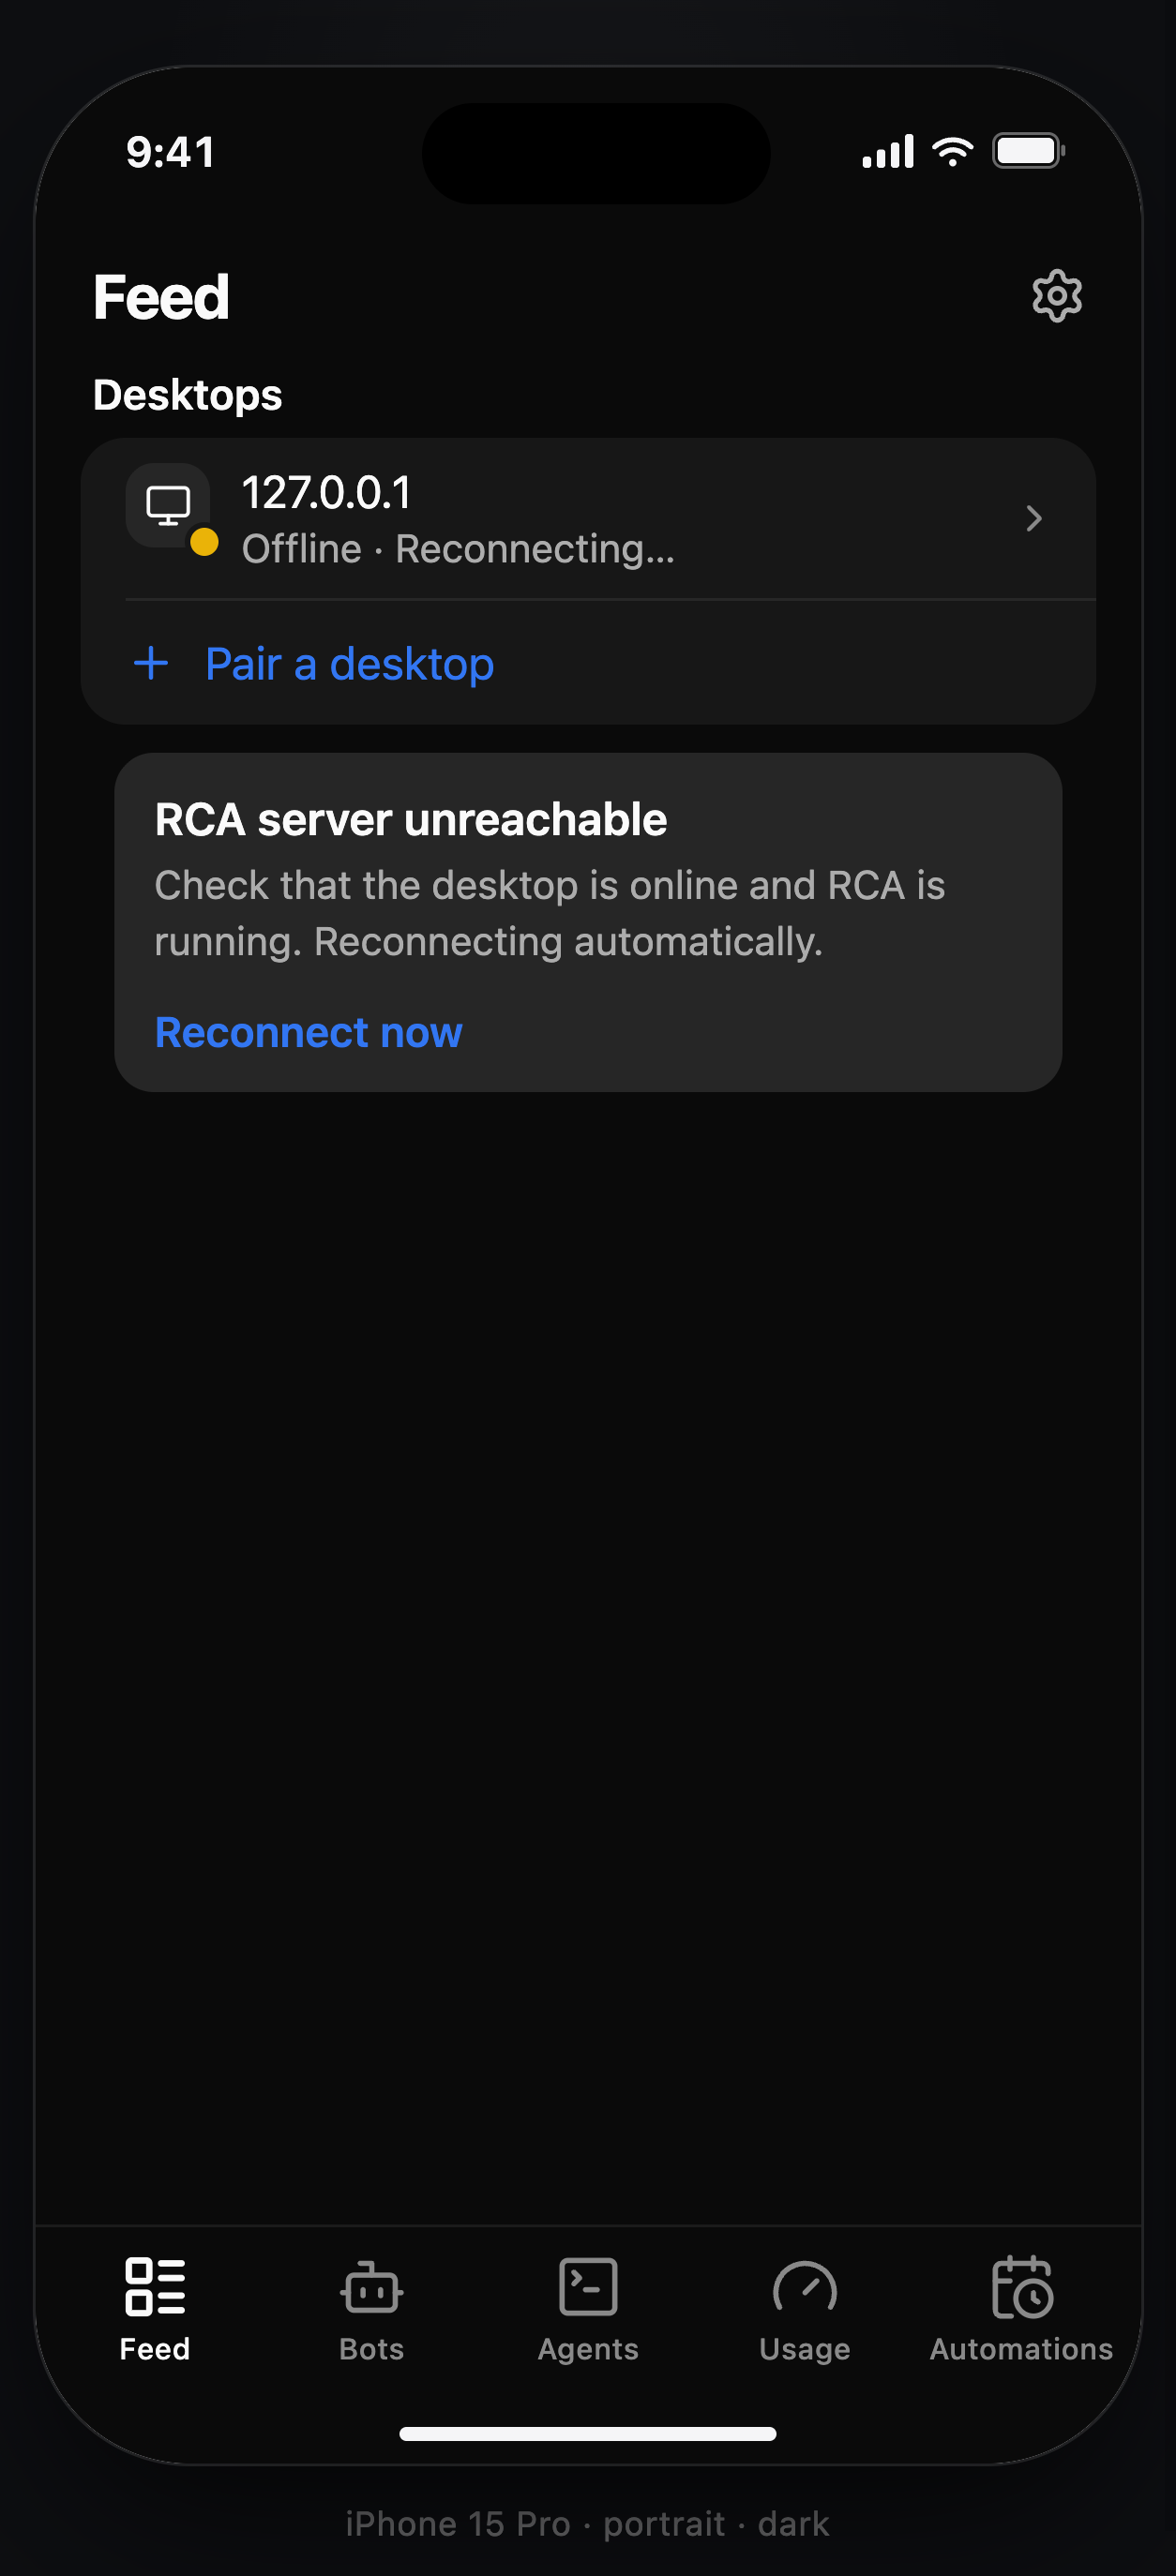 9:41
Feed
Desktops
127.0.0.1
Offline · Reconnecting...
Pair a desktop
RCA server unreachable
Check that the desktop is online and RCA is
running. Reconnecting automatically.
Reconnect now
Feed
Bots
Agents
Usage
Automations
iPhone 15 Pro · portrait · dark